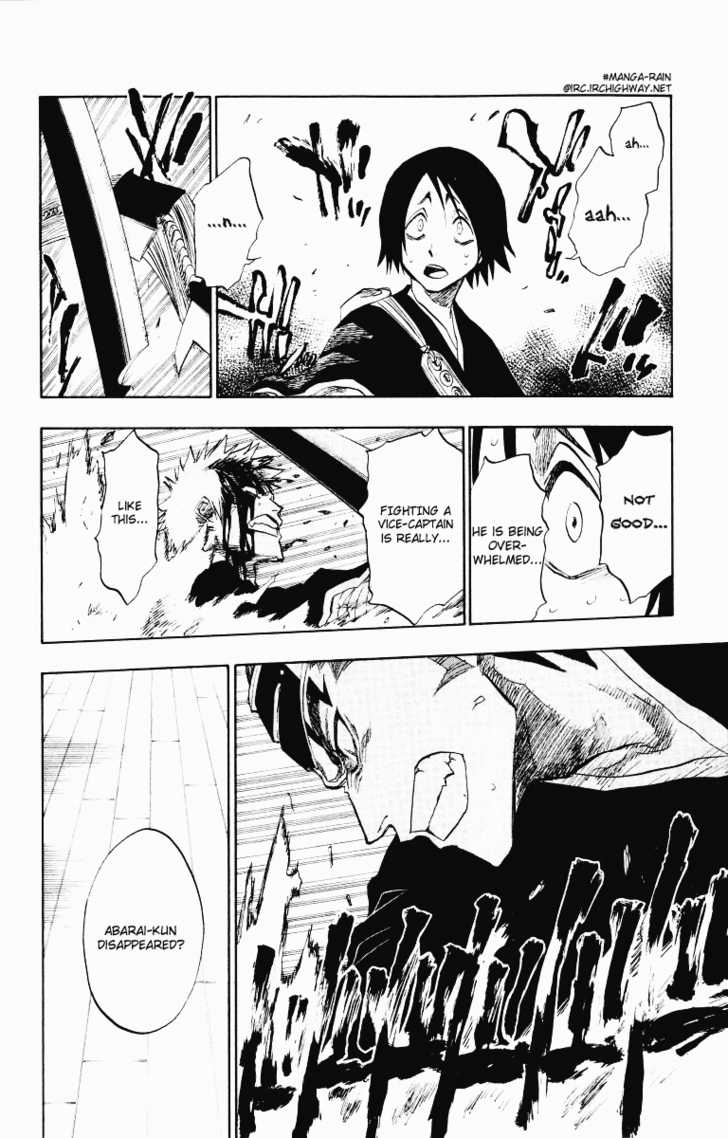 #MANGA-RAIN
@IRC.IRCHIGHWAY.NET
ah...
aah...
...n...
NOT
GOOD...
HE IS BEING
OVER-
WHELMED...
FIGHTING A
VICE-CAPTAIN
IS REALLY...
LIKE
THIS...
ABARAI-KUN
DISAPPEARED?